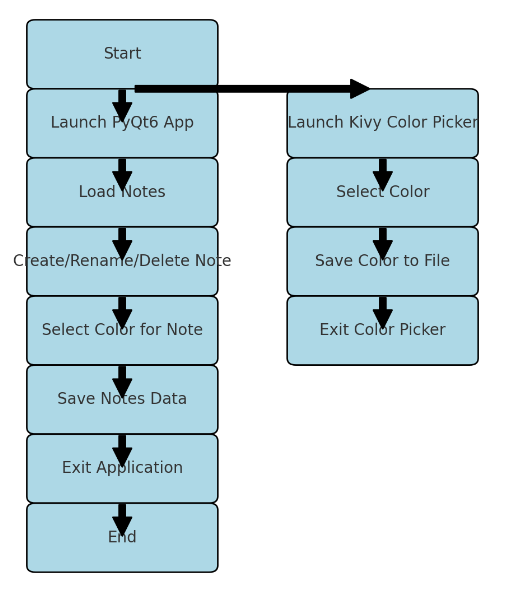 Start
Launch PyQt6 App
Load Notes
Create/Rename/Delete Note
Select Color for Note
Save Notes Data
Exit Application
End
Launch Kivy Color Picker
Select Color
Save Color to File
Exit Color Picker